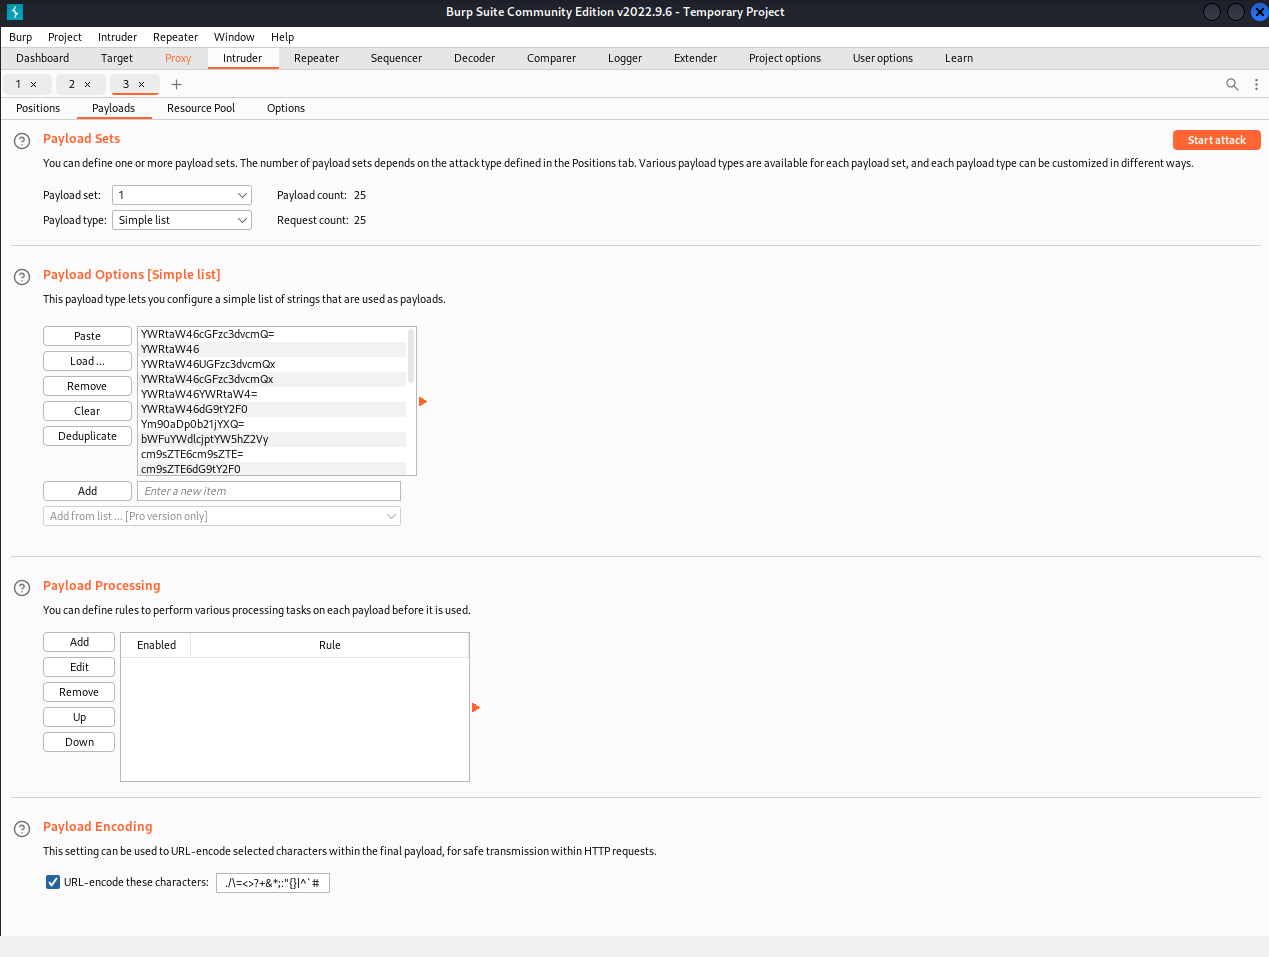 Burp Suite Community Edition v2022.9.6 - Temporary Project
Burp Project Intruder Repeater Window Help
Dashboard Target Proxy Intruder Repeater Sequencer Decoder Comparer Logger Extender Project options User options Learn
1 × 2 × 3 × +
Positions Payloads Resource Pool Options
? Payload Sets Start attack
You can define one or more payload sets. The number of payload sets depends on the attack type defined in the Positions tab. Various payload types are available for each payload set, and each payload type can be customized in different ways.
Payload set: 1 Payload count: 25
Payload type: Simple list Request count: 25
? Payload Options [Simple list]
This payload type lets you configure a simple list of strings that are used as payloads.
Paste
Load ...
Remove
Clear
Deduplicate
YWRtaW46cGFzc3dvcmQ=
YWRtaW46
YWRtaW46UGFzc3dvcmQx
YWRtaW46cGFzc3dvcmQx
YWRtaW46YWRtaW4=
YWRtaW46dG9tY2F0
Ym90aDp0b21jYXQ=
bWFuYWdlcjptYW5hZ2Vy
cm9sZTE6cm9sZTE=
cm9sZTE6dG9tY2F0
Add Enter a new item
Add from list ... [Pro version only]
? Payload Processing
You can define rules to perform various processing tasks on each payload before it is used.
Add
Edit
Remove
Up
Down
Enabled Rule
? Payload Encoding
This setting can be used to URL-encode selected characters within the final payload, for safe transmission within HTTP requests.
URL-encode these characters: ./\=<>?+&*;:"{}|^`#